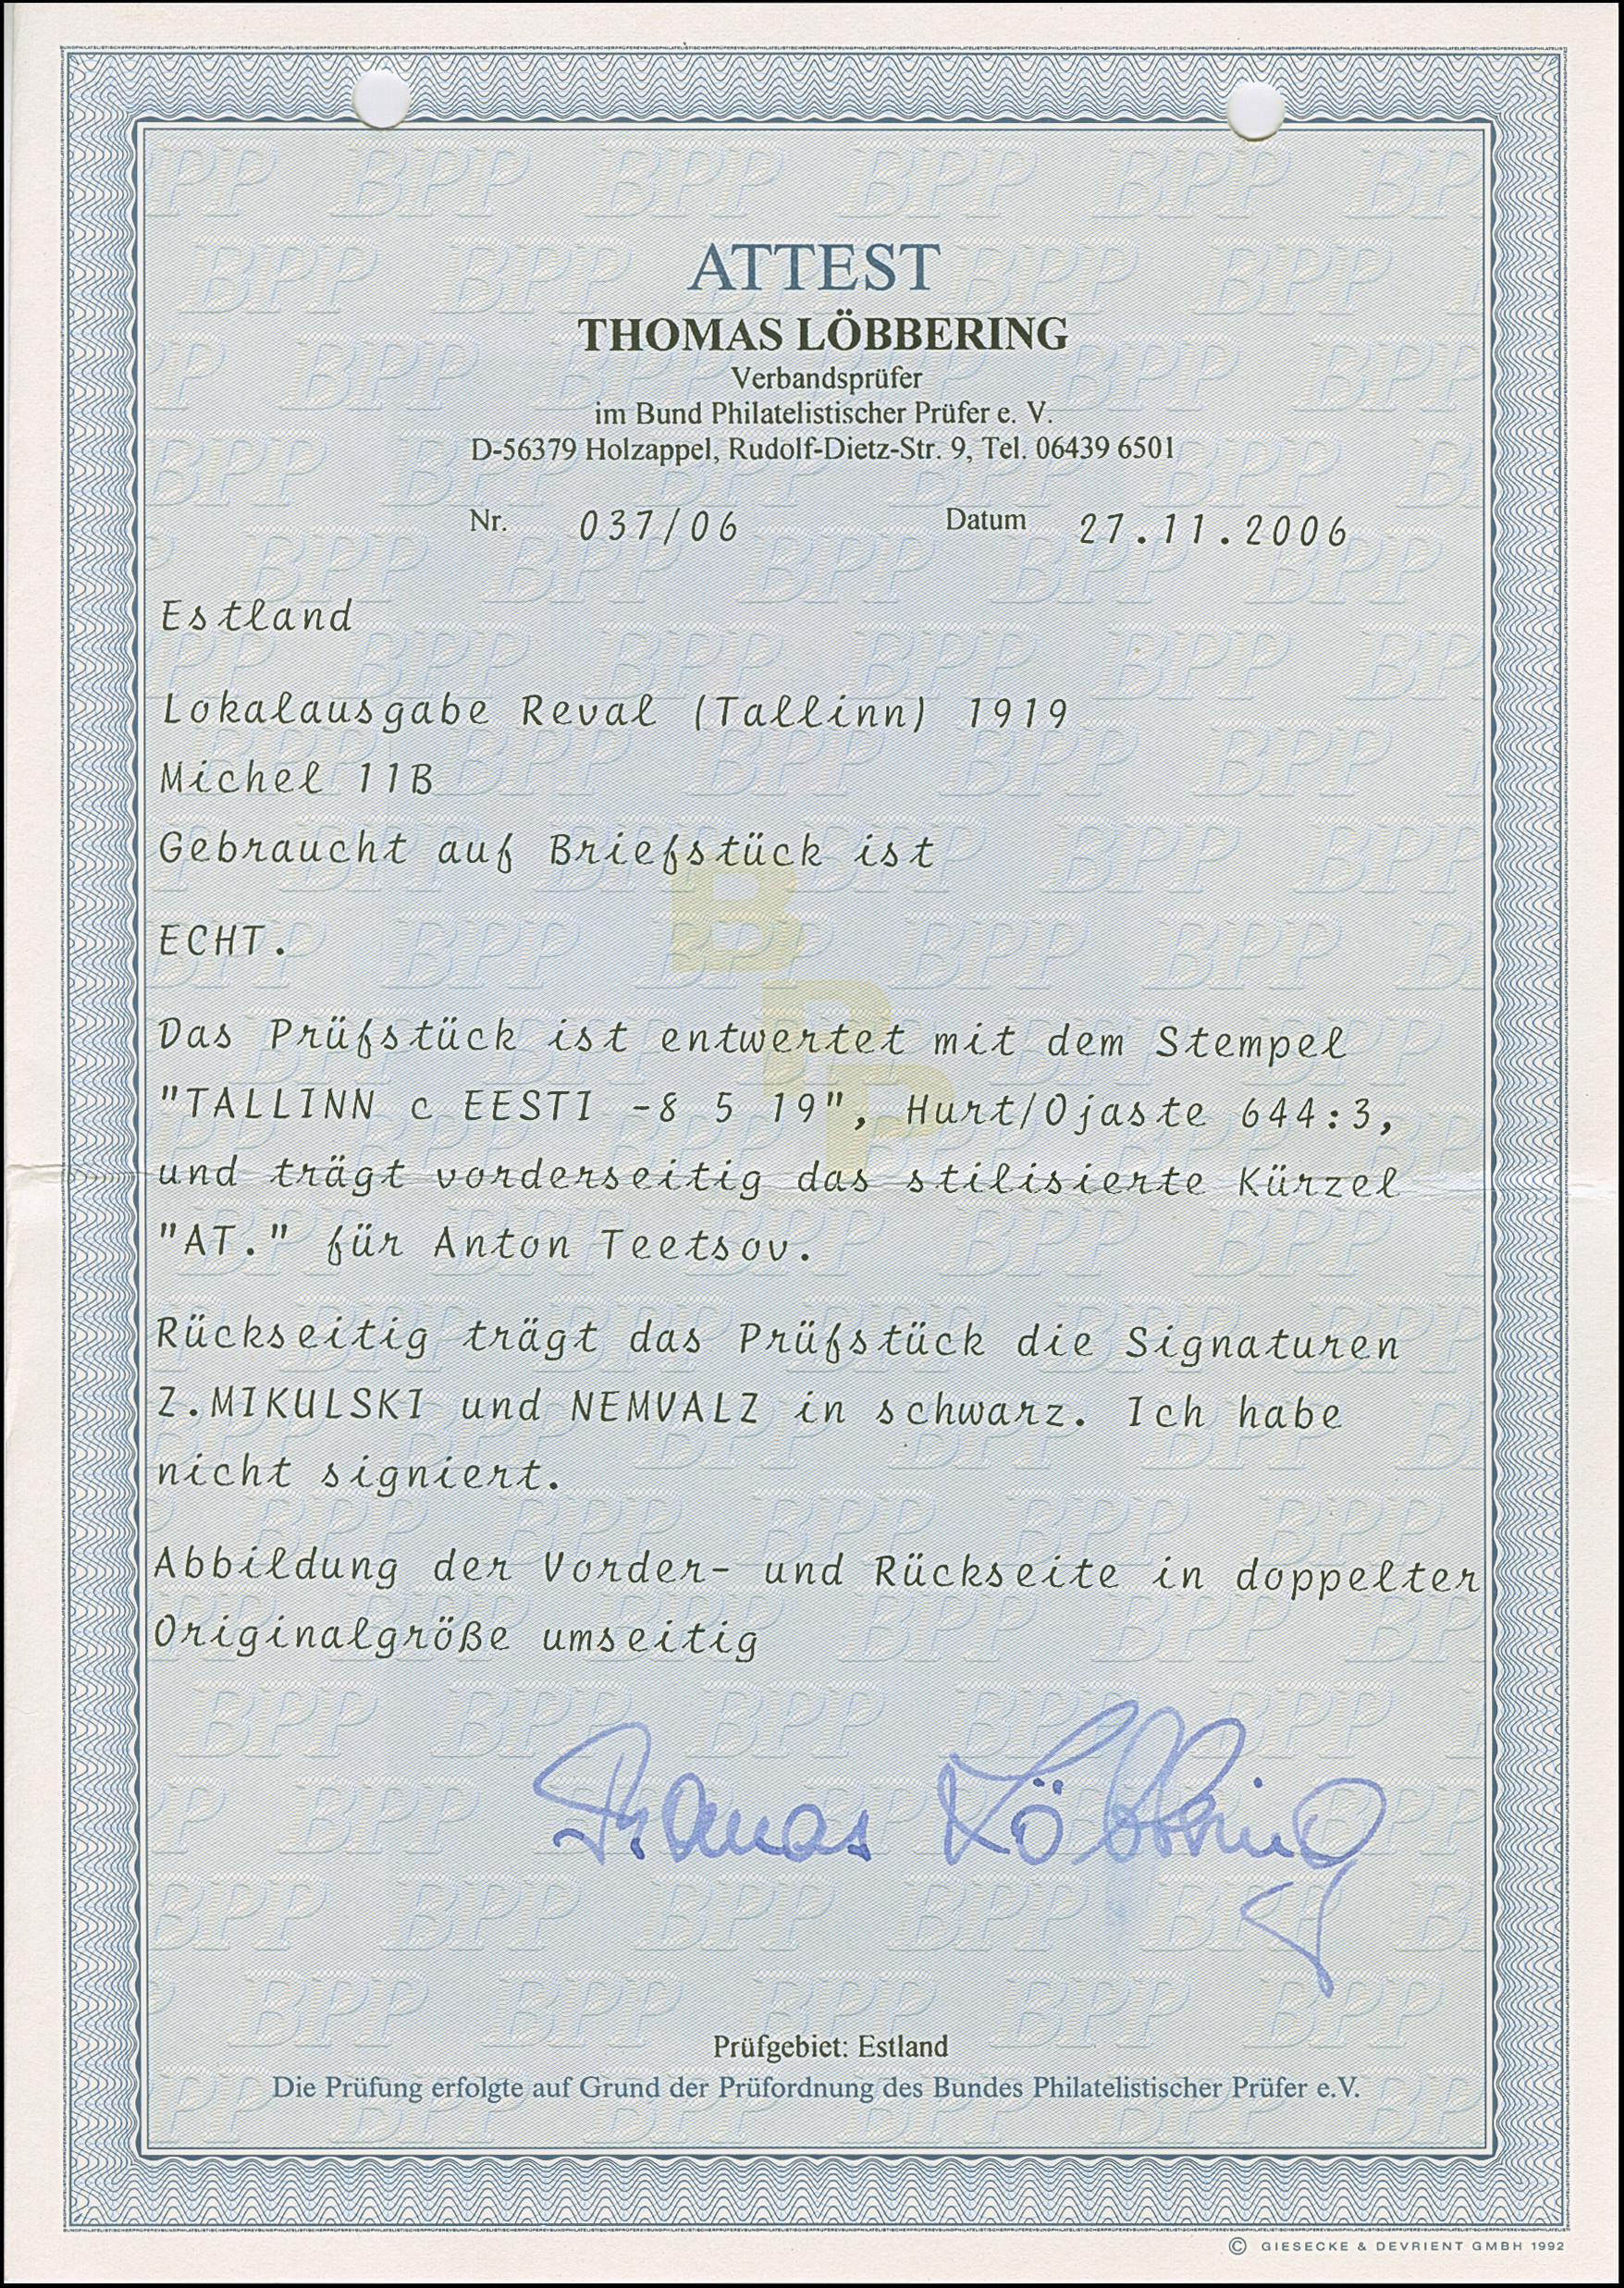 ATTEST
THOMAS LÖBBERING
Verbandsprüfer
im Bund Philatelistischer Prüfer e. V.
D-56379 Holzappel, Rudolf-Dietz-Str. 9, Tel. 06439 6501
Nr. 037/06 Datum 27.11.2006
Estland
Lokalausgabe Reval (Tallinn) 1919
Michel 11B
Gebraucht auf Briefstück ist
ECHT.
Das Prüfstück ist entwertet mit dem Stempel
"TALLINN c EESTI -8 5 19", Hurt/Ojaste 644:3,
und trägt vorderseitig das stilisierte Kürzel
"AT." für Anton Teetsov.
Rückseitig trägt das Prüfstück die Signaturen
Z.MIKULSKI und NEMVALZ in schwarz. Ich habe
nicht signiert.
Abbildung der Vorder- und Rückseite in doppelter
Originalgröße umseitig
Thomas Löbbering
Prüfgebiet: Estland
Die Prüfung erfolgte auf Grund der Prüfordnung des Bundes Philatelistischer Prüfer e.V.
© GIESECKE & DEVRIENT GMBH 1992
BPP